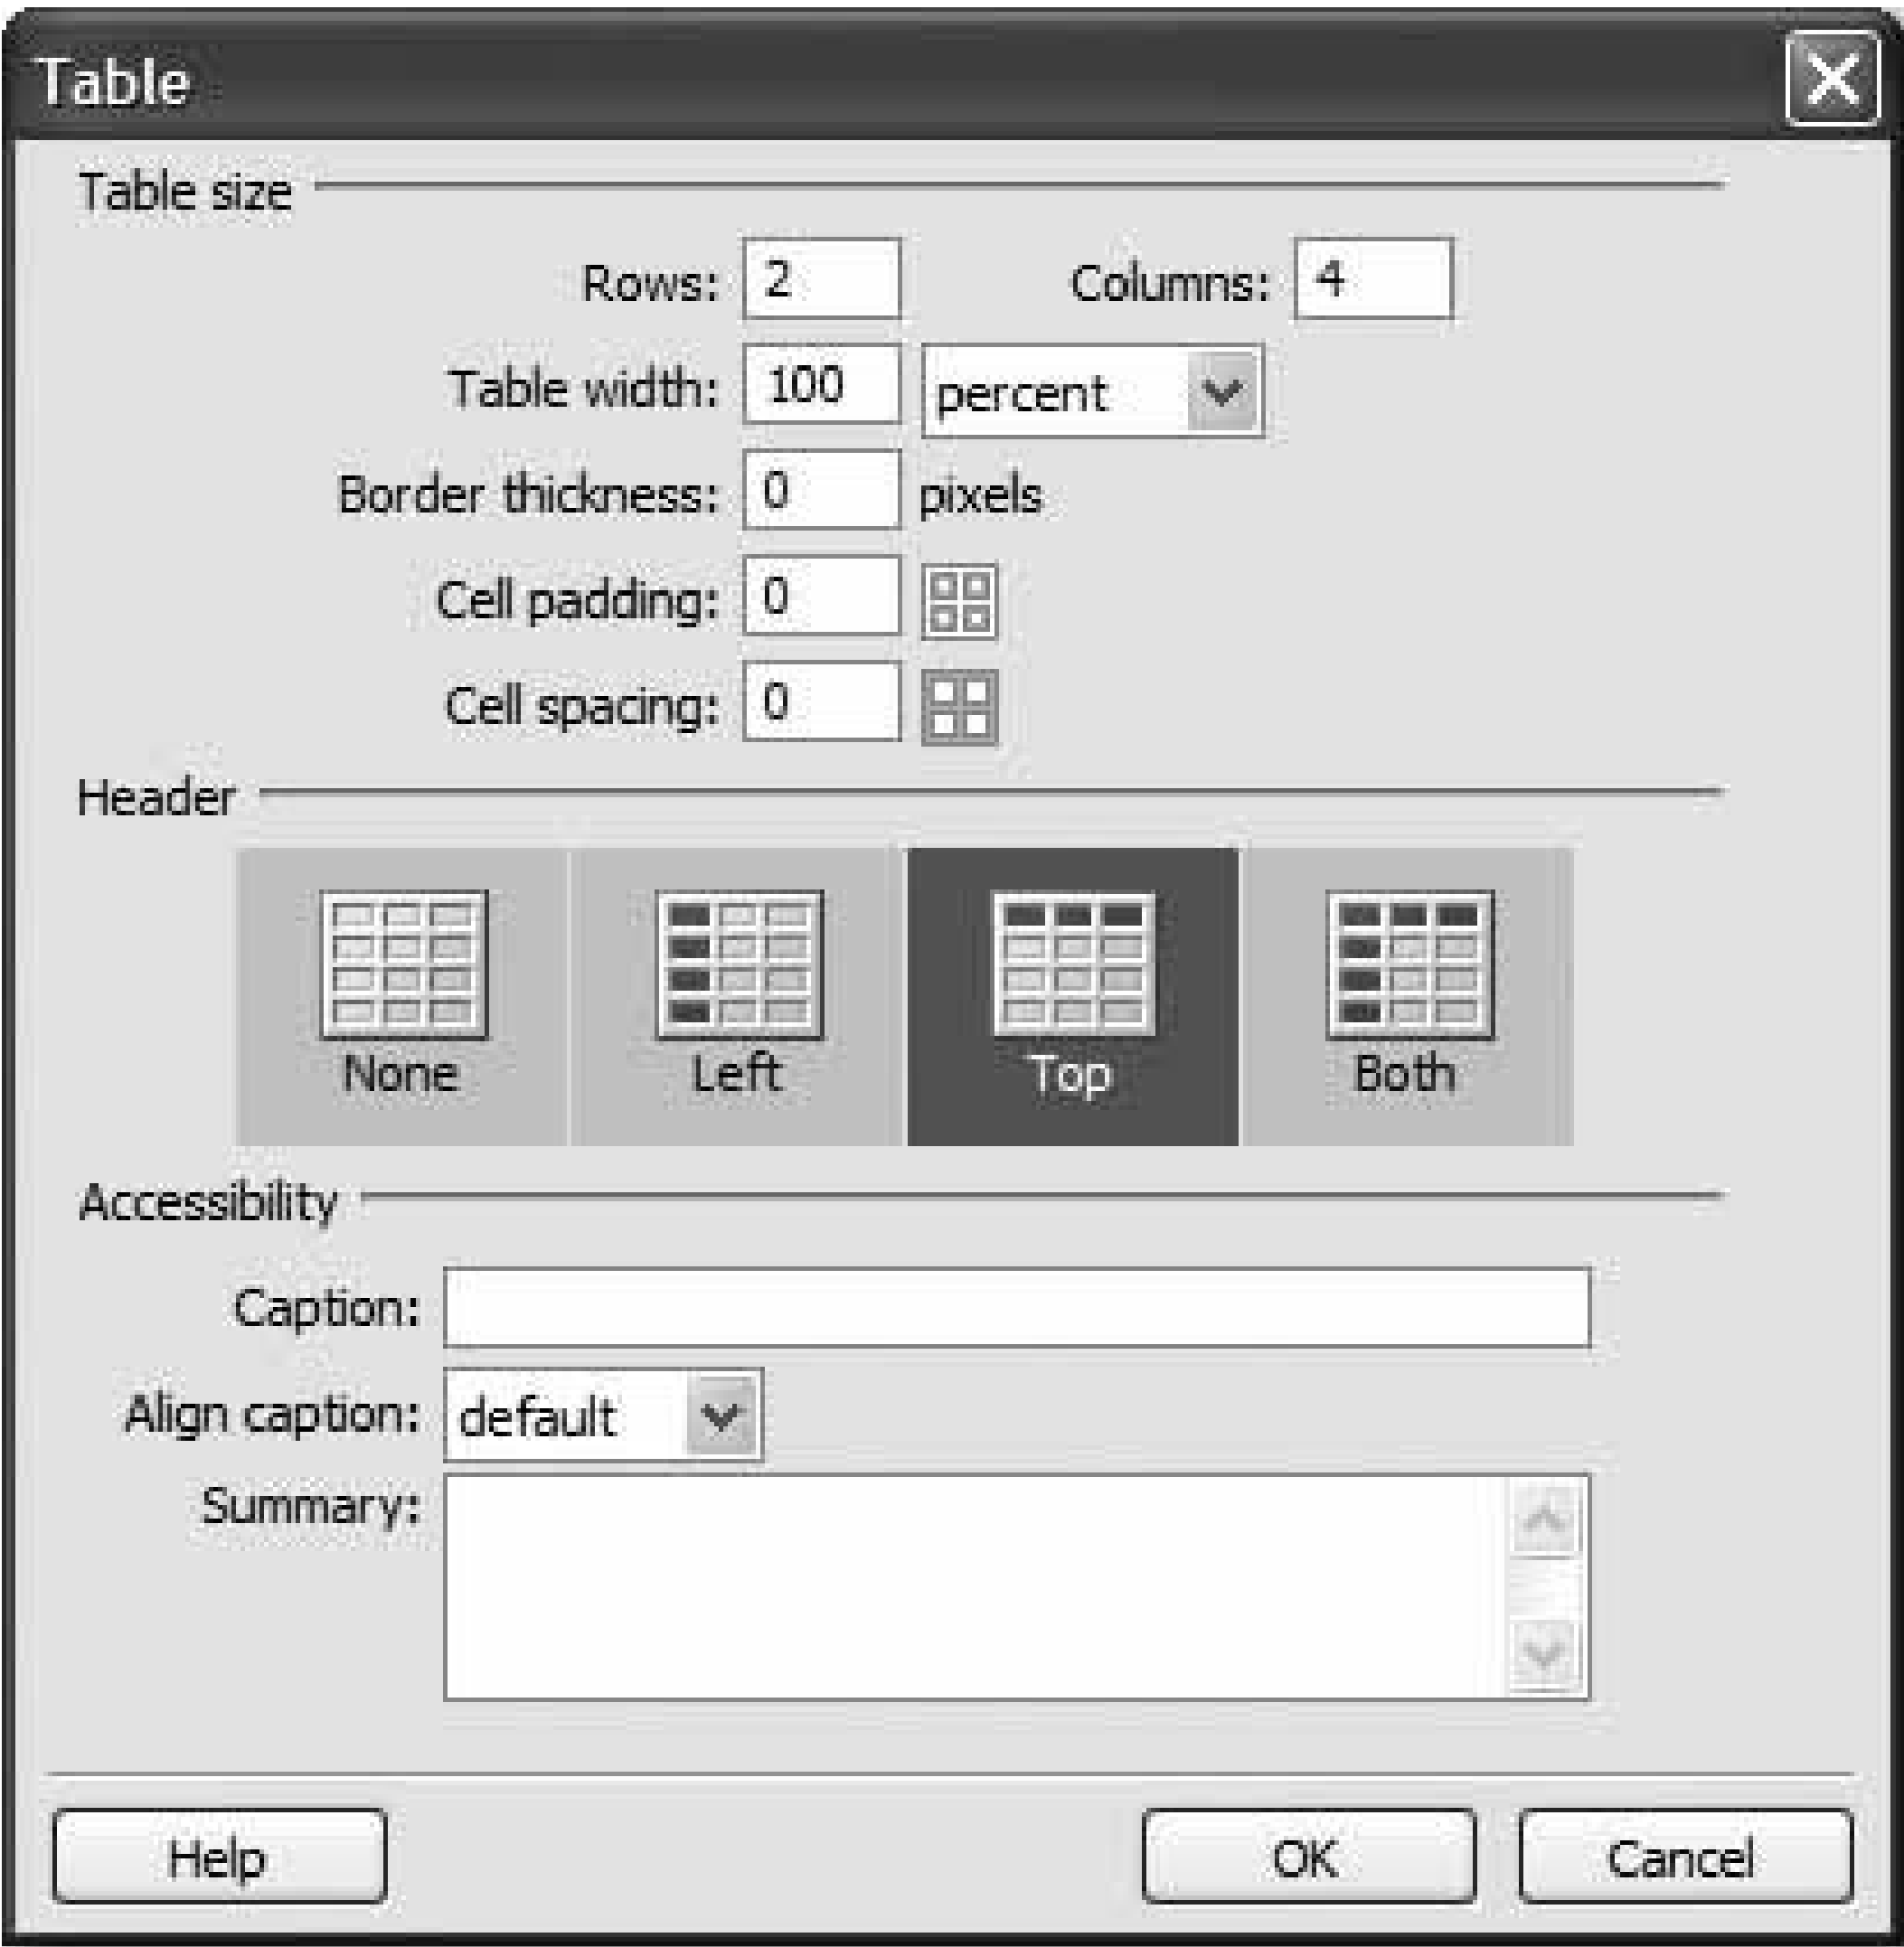 Table
Table size
Rows: 2 Columns: 4
Table width: 100 percent
Border thickness: 0 pixels
Cell padding: 0
Cell spacing: 0
Header
None Left Top Both
Accessibility
Caption:
Align caption: default
Summary:
Help OK Cancel